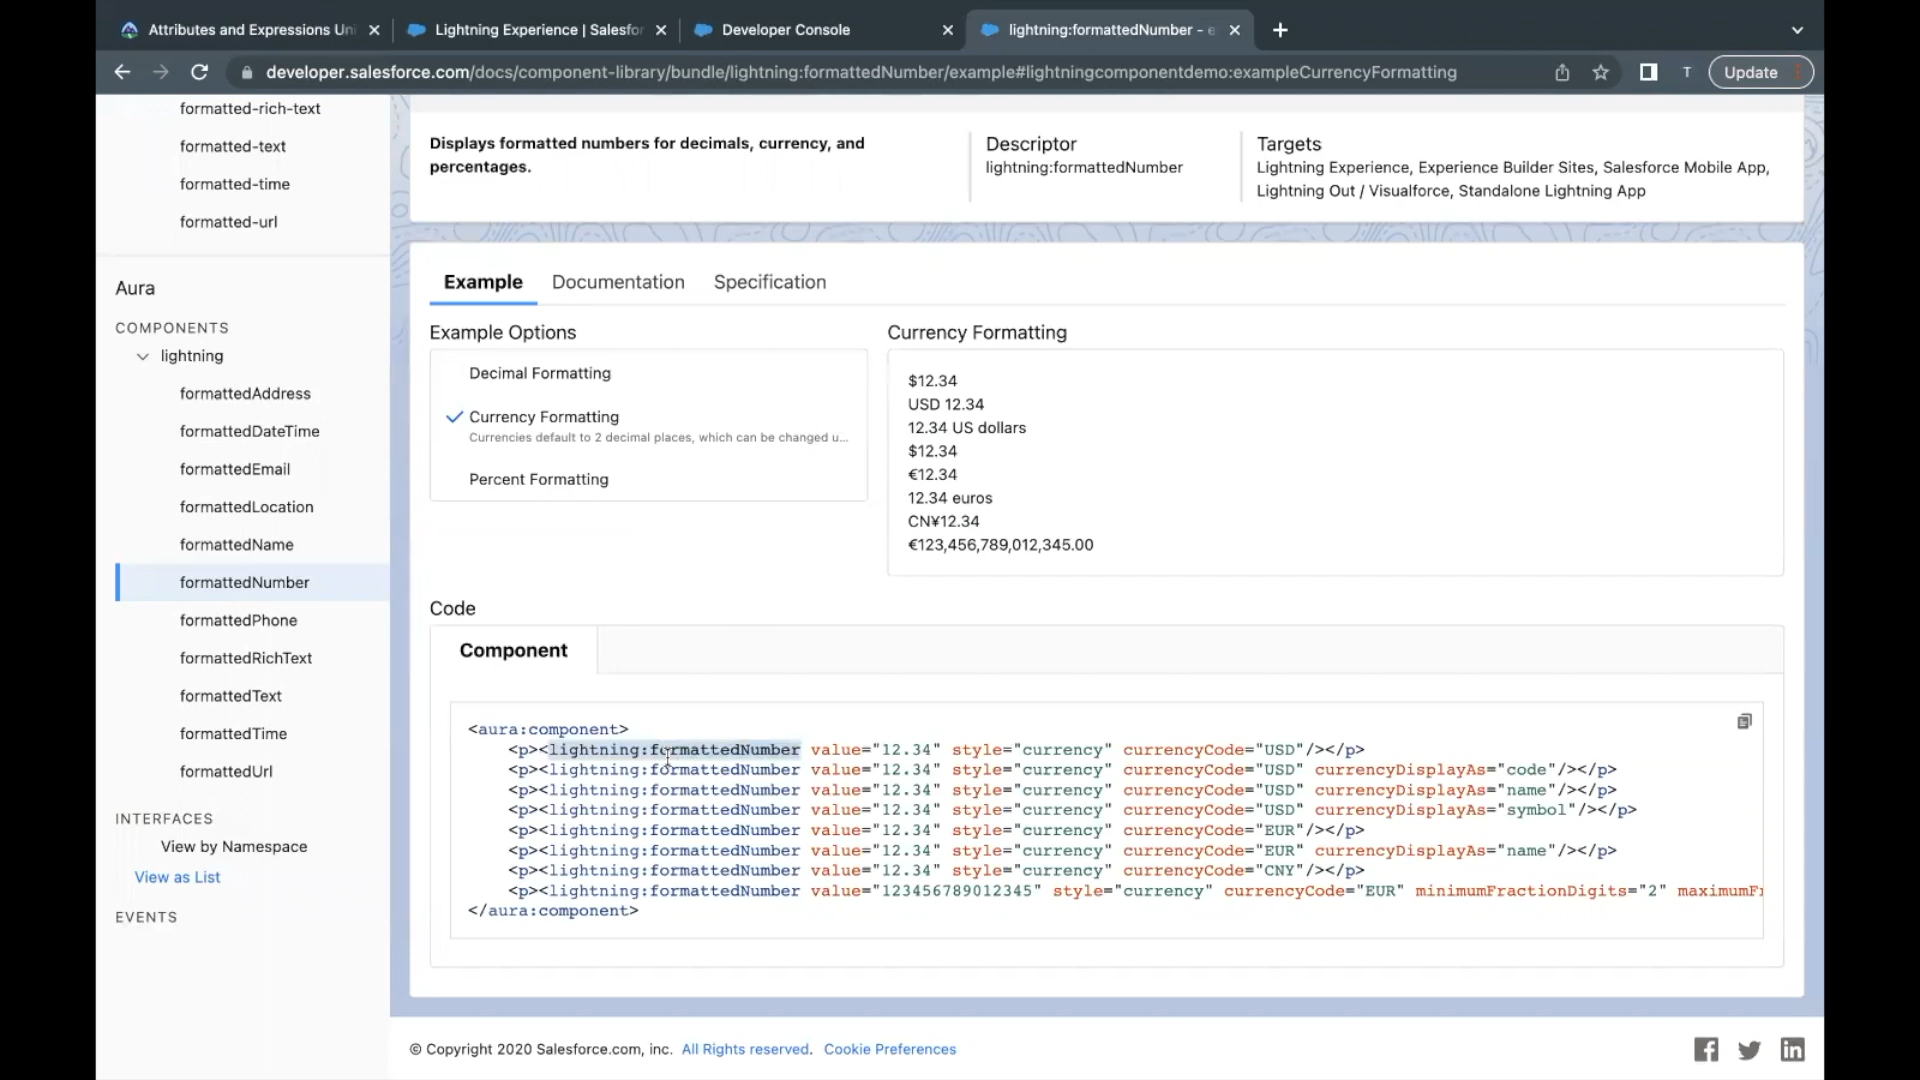 Attributes and Expressions Uni
Lightning Experience | Salesfor
Developer Console
lightning:formattedNumber - e
developer.salesforce.com/docs/component-library/bundle/lightning:formattedNumber/example#lightningcomponentdemo:exampleCurrencyFormatting
T
Update
formatted-rich-text
formatted-text
formatted-time
formatted-url
Aura
COMPONENTS
lightning
formattedAddress
formattedDateTime
formattedEmail
formattedLocation
formattedName
formattedNumber
formattedPhone
formattedRichText
formattedText
formattedTime
formattedUrl
INTERFACES
View by Namespace
View as List
EVENTS
Displays formatted numbers for decimals, currency, and
percentages.
Descriptor
lightning:formattedNumber
Targets
Lightning Experience, Experience Builder Sites, Salesforce Mobile App,
Lightning Out / Visualforce, Standalone Lightning App
Example Documentation Specification
Example Options
Decimal Formatting
Currency Formatting
Currencies default to 2 decimal places, which can be changed u...
Percent Formatting
Currency Formatting
$12.34
USD 12.34
12.34 US dollars
$12.34
€12.34
12.34 euros
CN¥12.34
€123,456,789,012,345.00
Code
Component
<aura:component>
<p><lightning:formattedNumber value="12.34" style="currency" currencyCode="USD"/></p>
<p><lightning:formattedNumber value="12.34" style="currency" currencyCode="USD" currencyDisplayAs="code"/></p>
<p><lightning:formattedNumber value="12.34" style="currency" currencyCode="USD" currencyDisplayAs="name"/></p>
<p><lightning:formattedNumber value="12.34" style="currency" currencyCode="USD" currencyDisplayAs="symbol"/></p>
<p><lightning:formattedNumber value="12.34" style="currency" currencyCode="EUR"/></p>
<p><lightning:formattedNumber value="12.34" style="currency" currencyCode="EUR" currencyDisplayAs="name"/></p>
<p><lightning:formattedNumber value="12.34" style="currency" currencyCode="CNY"/></p>
<p><lightning:formattedNumber value="123456789012345" style="currency" currencyCode="EUR" minimumFractionDigits="2" maximumFr
</aura:component>
© Copyright 2020 Salesforce.com, inc. All Rights reserved. Cookie Preferences